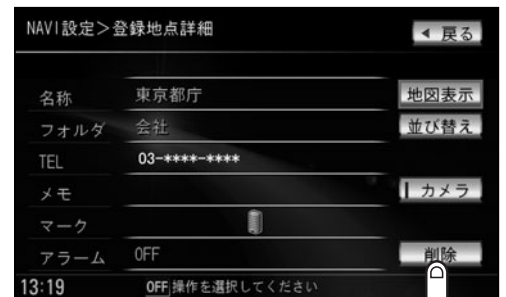 NAVI設定＞登録地点詳細
戻る
名称 東京都庁 地図表示
フォルダ 会社 並び替え
TEL 03-****-****
メモ カメラ
マーク
アラーム OFF 削除
13:19 OFF 操作を選択してください